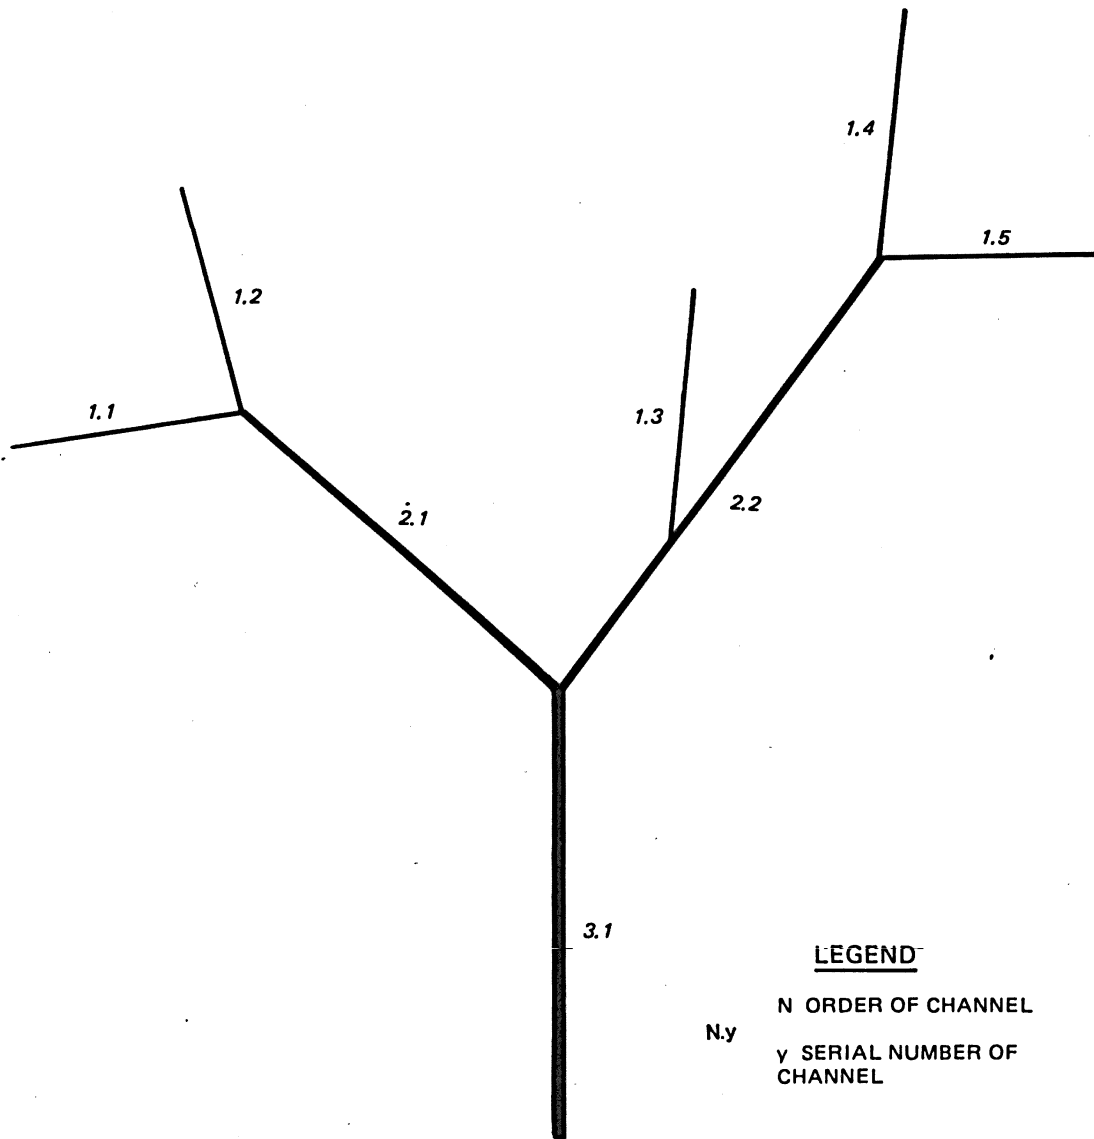 1.4
1.5
1.2
1.3
1.1
2.2
2.1
3.1
LEGEND
N ORDER OF CHANNEL
N.y
y SERIAL NUMBER OF
CHANNEL